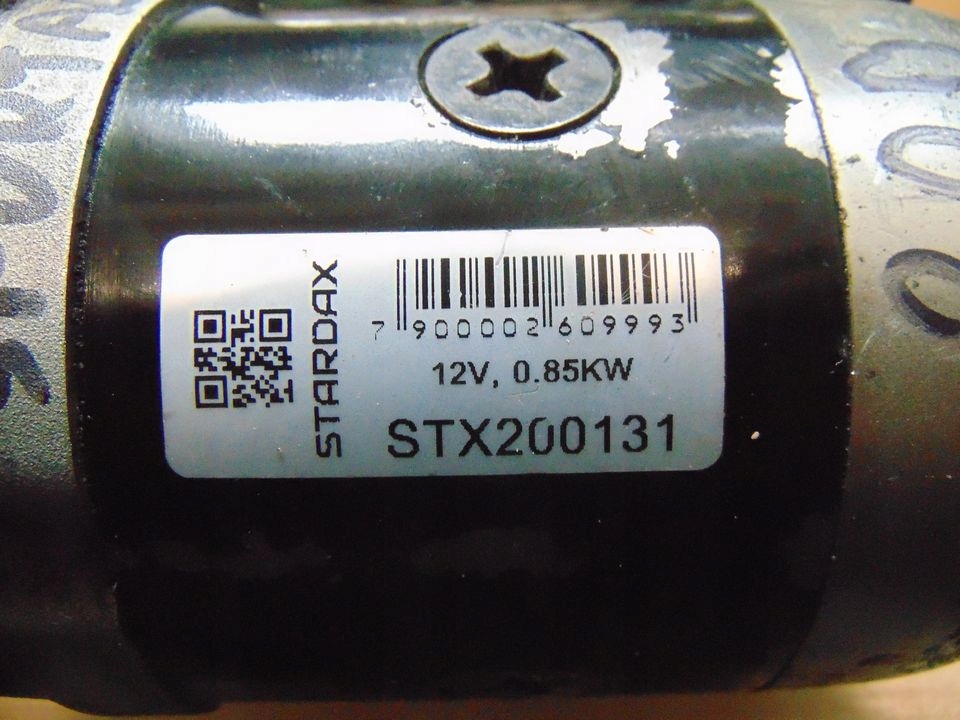 STARDAX
7 900002 609993
12V, 0.85KW
STX200131